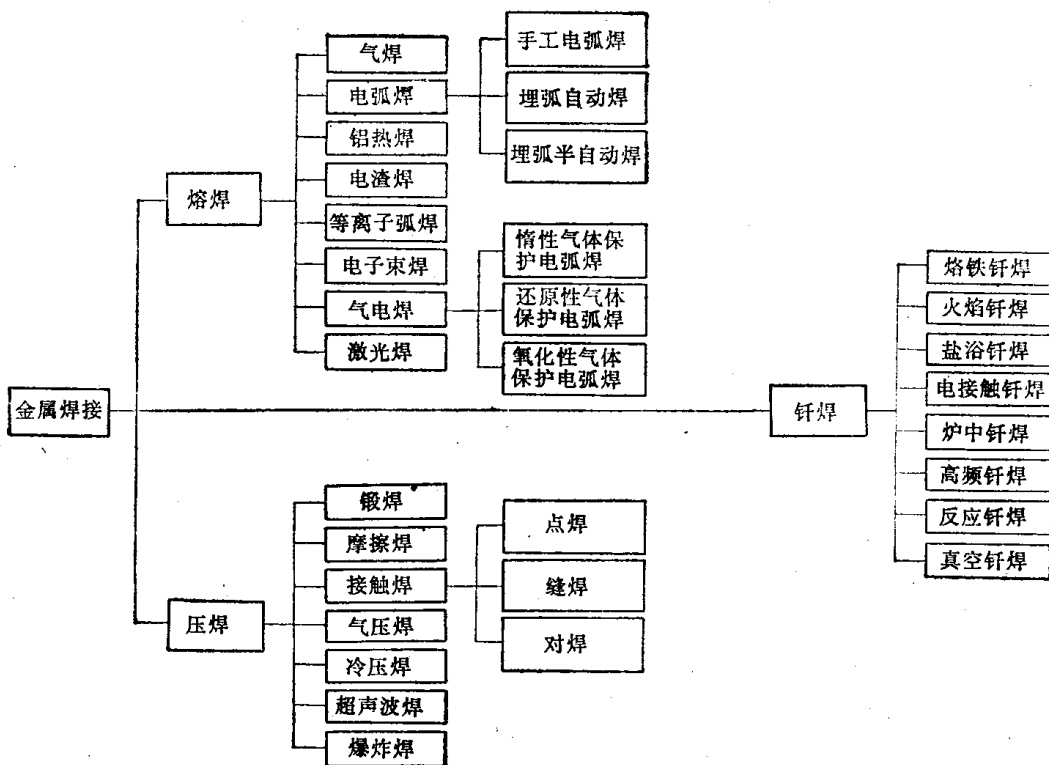 气焊
电弧焊
铝热焊
电渣焊
等离子弧焊
电子束焊
气电焊
激光焊
手工电弧焊
埋弧自动焊
埋弧半自动焊
惰性气体保
护电弧焊
还原性气体
保护电弧焊
氧化性气体
保护电弧焊
熔焊
金属焊接
钎焊
烙铁钎焊
火焰钎焊
盐浴钎焊
电接触钎焊
炉中钎焊
高频钎焊
反应钎焊
真空钎焊
压焊
锻焊
摩擦焊
接触焊
气压焊
冷压焊
超声波焊
爆炸焊
点焊
缝焊
对焊